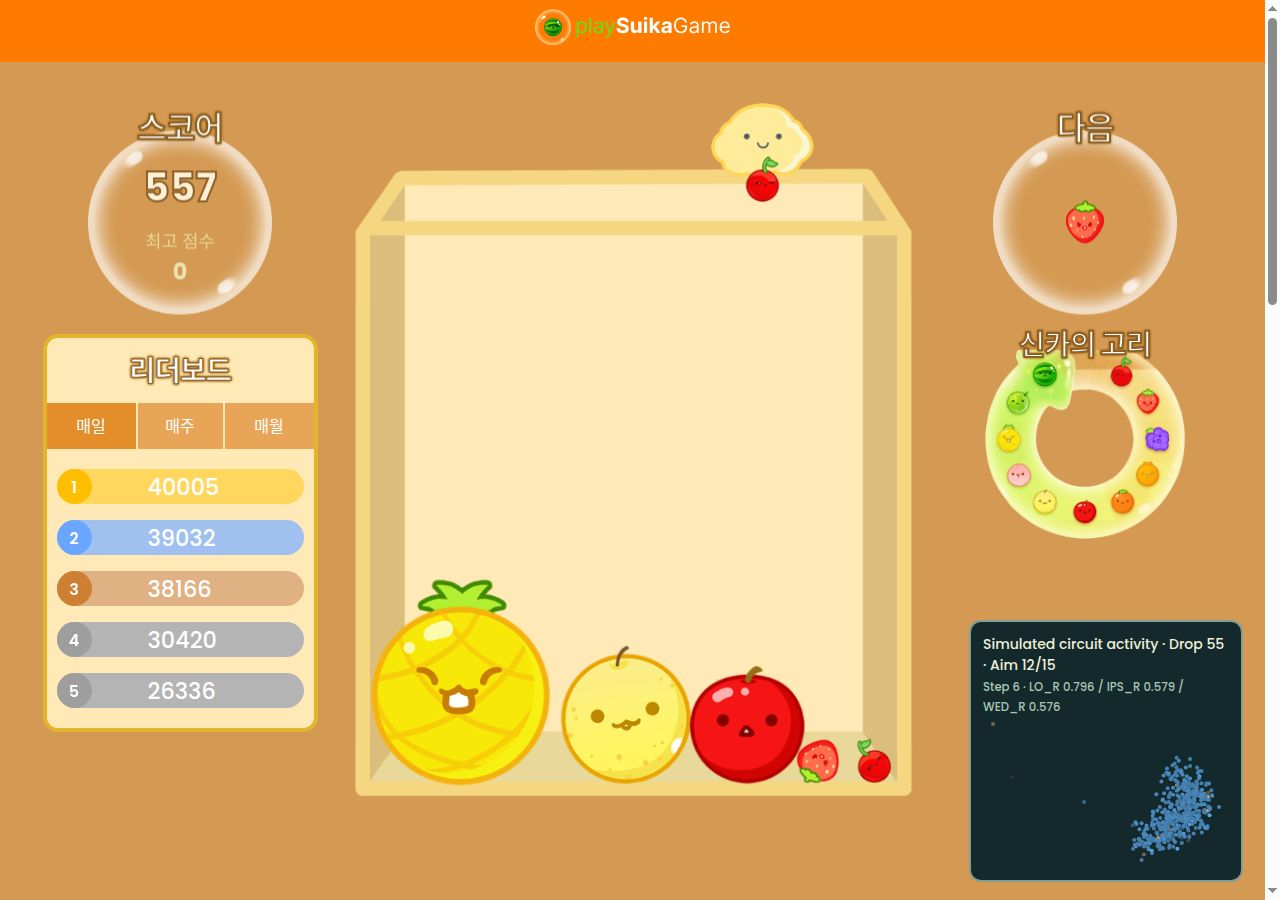 playSuikaGame
스코어
557
최고 점수
0
다음
신카의 고리
리더보드
매일 매주 매월
1 40005
2 39032
3 38166
4 30420
5 26336
Simulated circuit activity · Drop 55
· Aim 12/15
Step 6 · LO_R 0.796 / IPS_R 0.579 /
WED_R 0.576